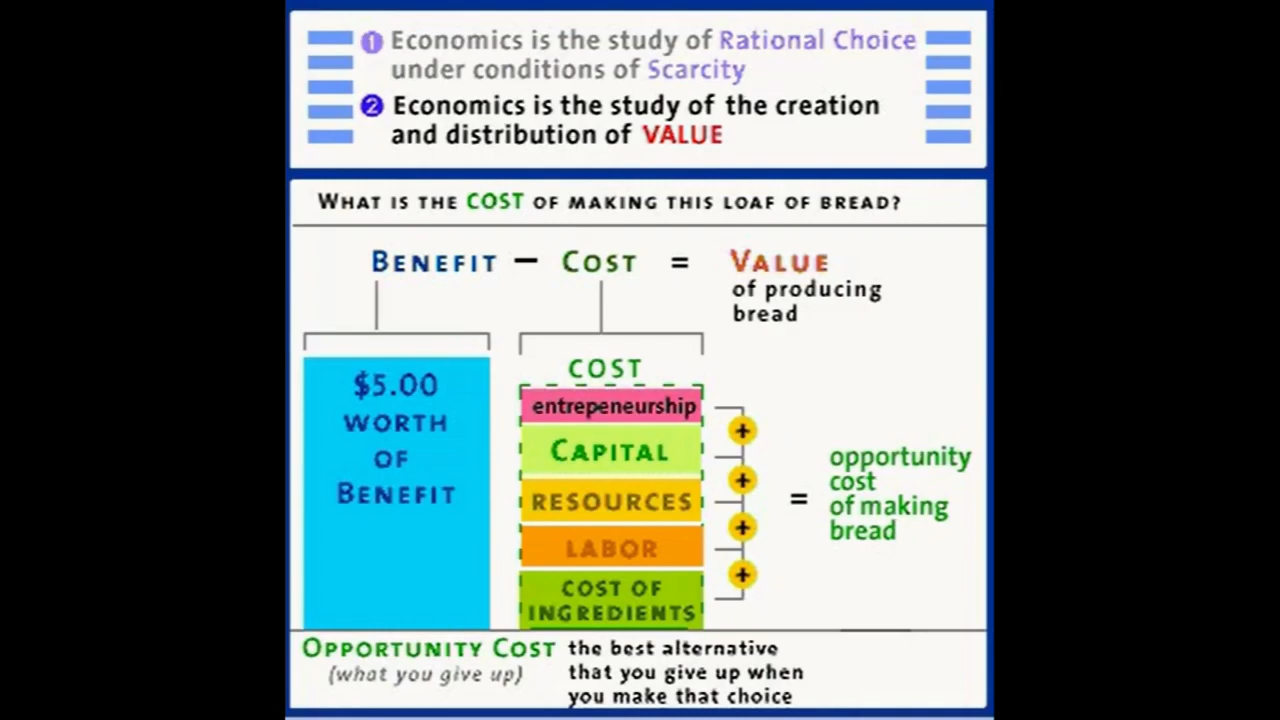 1 Economics is the study of Rational Choice
under conditions of Scarcity
2 Economics is the study of the creation
and distribution of VALUE
WHAT IS THE COST OF MAKING THIS LOAF OF BREAD?
BENEFIT — COST = VALUE
of producing
bread
COST
$5.00
WORTH
OF
BENEFIT
entrepeneurship
CAPITAL
RESOURCES
LABOR
COST OF
INGREDIENTS
+
+
+
+
=
opportunity
cost
of making
bread
OPPORTUNITY COST
(what you give up)
the best alternative
that you give up when
you make that choice